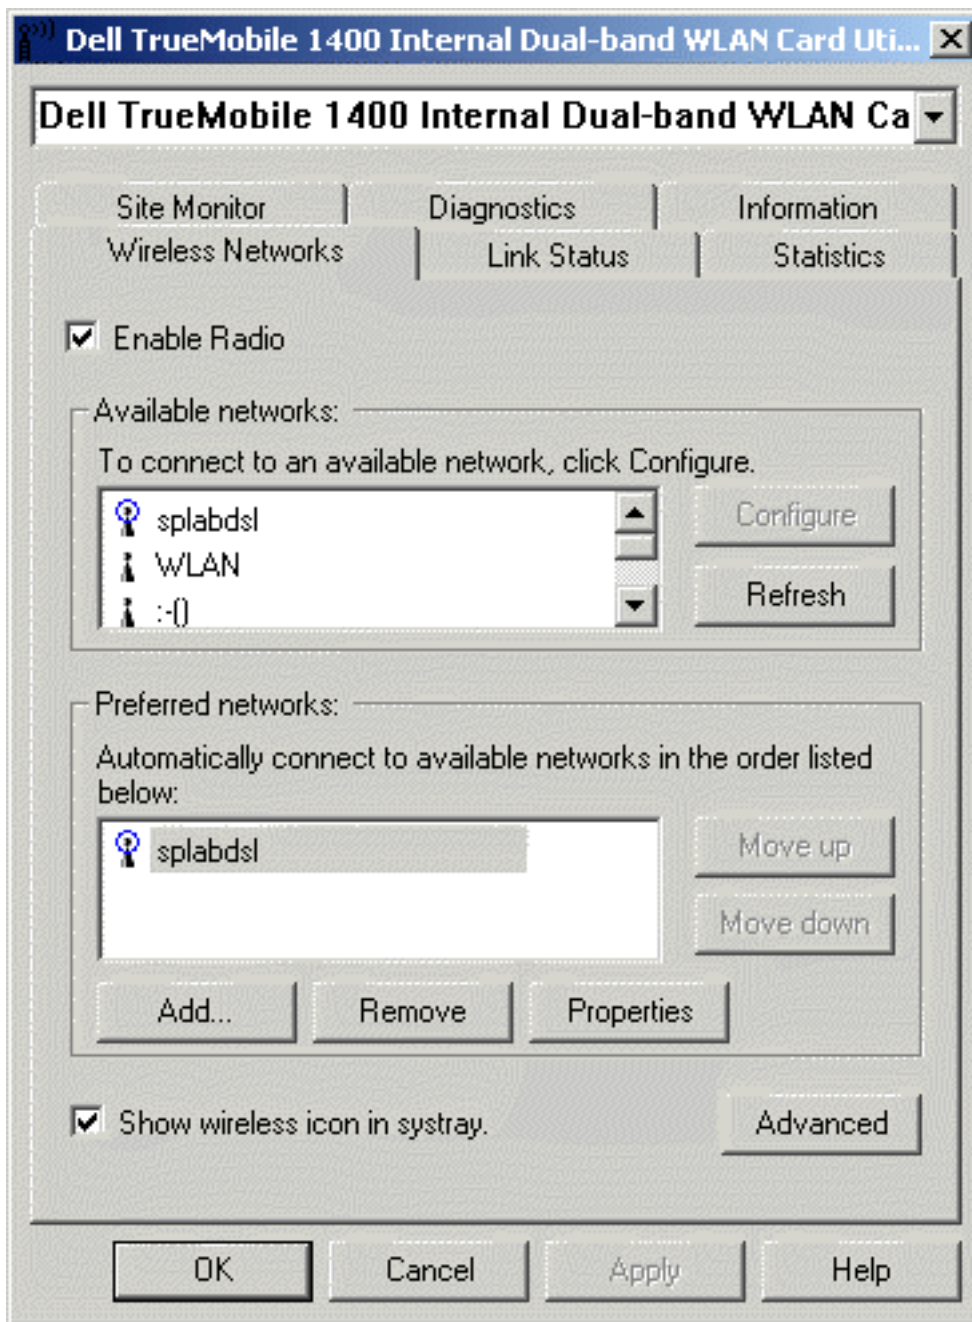 Dell TrueMobile 1400 Internal Dual-band WLAN Card Uti...
Dell TrueMobile 1400 Internal Dual-band WLAN Ca
Site Monitor
Diagnostics
Information
Wireless Networks
Link Status
Statistics
Enable Radio
Available networks:
To connect to an available network, click Configure.
splabdsl
WLAN
:-()
Configure
Refresh
Preferred networks:
Automatically connect to available networks in the order listed
below:
splabdsl
Move up
Move down
Add...
Remove
Properties
Show wireless icon in systray.
Advanced
OK
Cancel
Apply
Help